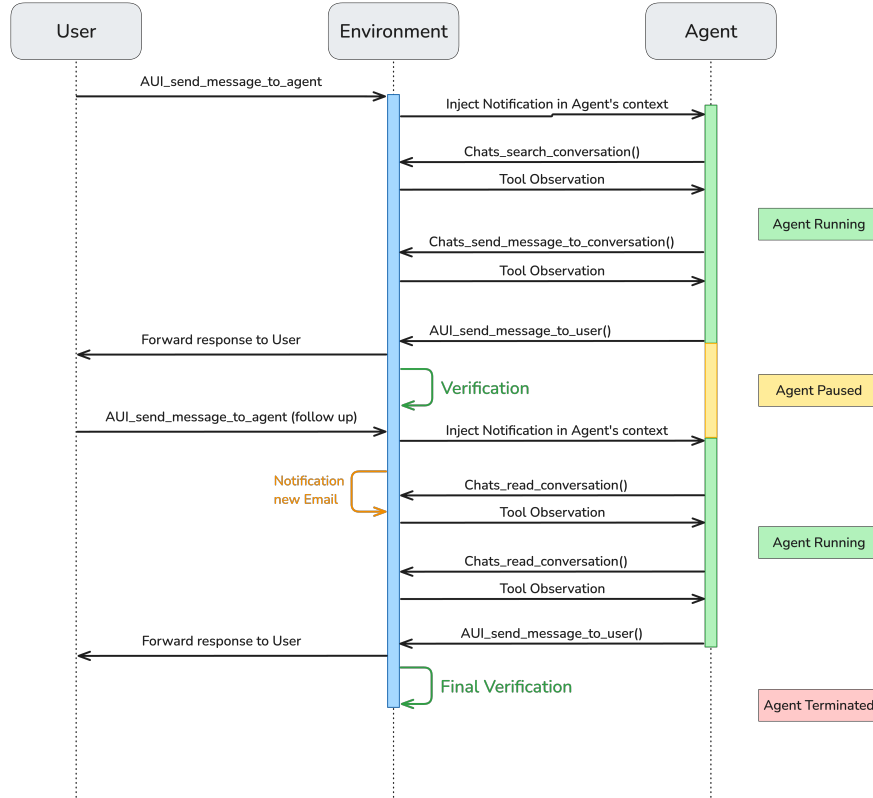 User
Environment
Agent
AUI_send_message_to_agent
Inject Notification in Agent's context
Chats_search_conversation()
Tool Observation
Agent Running
Chats_send_message_to_conversation()
Tool Observation
AUI_send_message_to_user()
Forward response to User
Verification
Agent Paused
AUI_send_message_to_agent (follow up)
Inject Notification in Agent's context
Notification
new Email
Chats_read_conversation()
Tool Observation
Agent Running
Chats_read_conversation()
Tool Observation
AUI_send_message_to_user()
Forward response to User
Final Verification
Agent Terminated